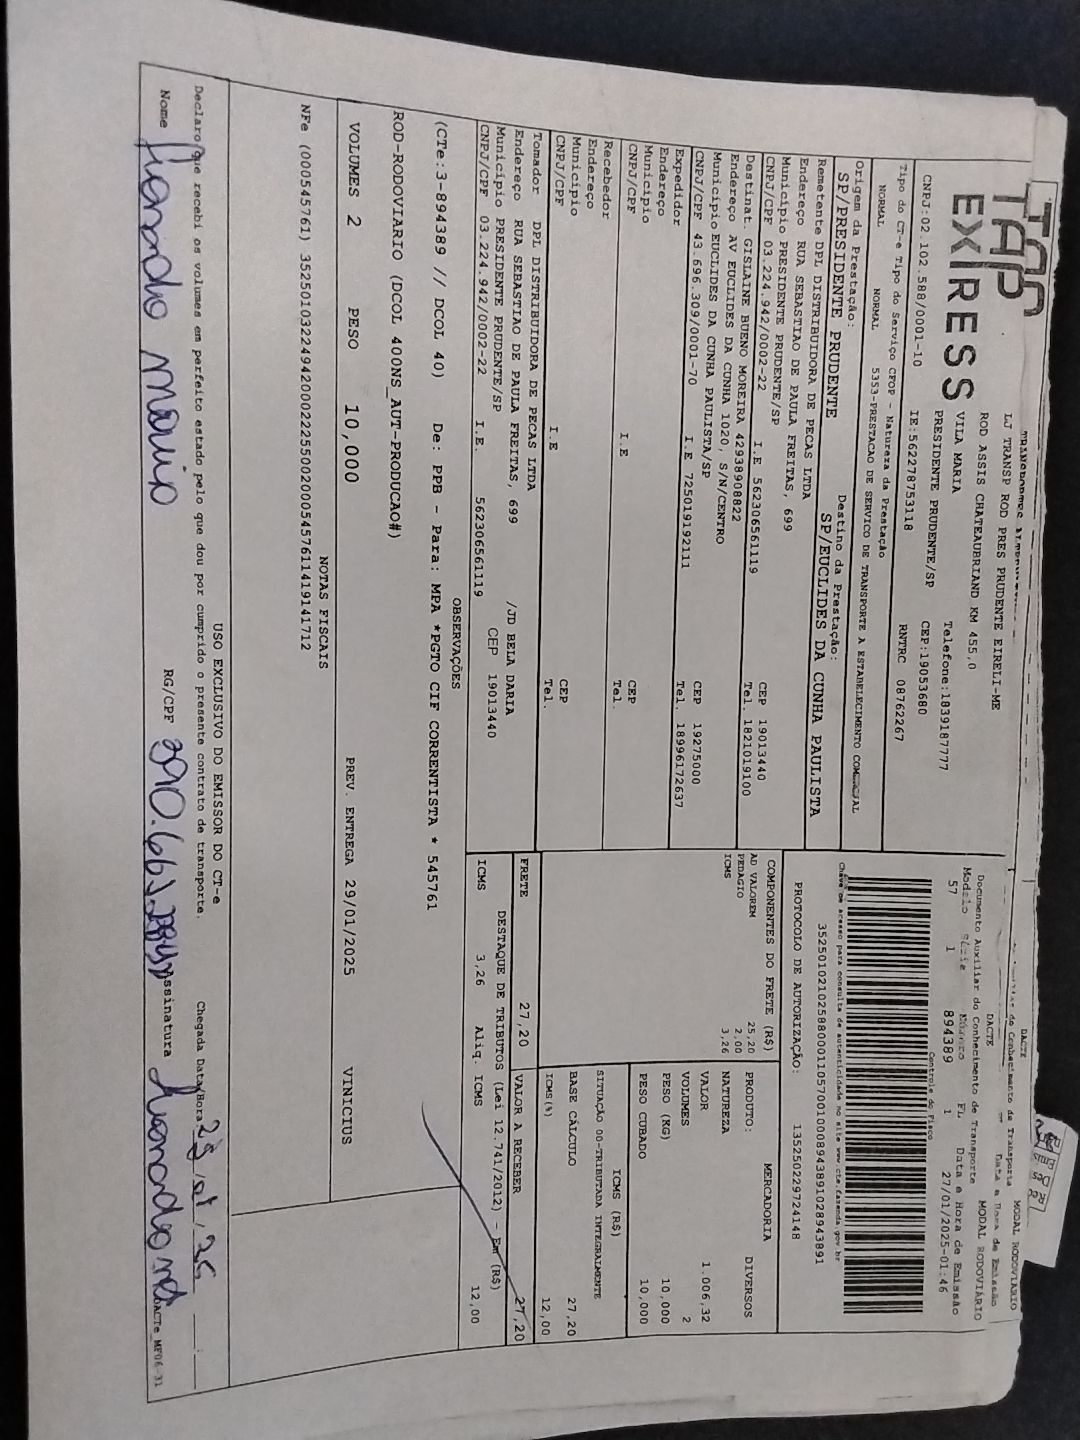 TAP
EXPRESS
LJ TRANSP ROD PRES PRUDENTE EIRELI-ME
ROD ASSIS CHATEAUBRIAND KM 455,0
VILA MARIA
PRESIDENTE PRUDENTE/SP
Telefone:1839187777
CEP:19053680
CNPJ:02.102.588/0001-10
IE:562278753118
RNTRC 08762267
DACTE
MODAL RODOVIÁRIO
Documento Auxiliar do Conhecimento de Transporte
Modelo Série Número FL Data e Hora de Emissão
57 1 894389 1 27/01/2025-01:46
Controle do Fisco
Chave de acesso para consulta de autenticidade no site www.cte.fazenda.gov.br
35250102102588000110570010008943891028943891
PROTOCOLO DE AUTORIZAÇÃO: 135250229724148
Tipo do CT-e Tipo do Serviço CFOP - Natureza da Prestação
NORMAL NORMAL 5353-PRESTACAO DE SERVICO DE TRANSPORTE A ESTABELECIMENTO COMERCIAL
Origem da Prestação: Destino da Prestação:
SP/PRESIDENTE PRUDENTE SP/EUCLIDES DA CUNHA PAULISTA
Remetente DPL DISTRIBUIDORA DE PECAS LTDA
Endereço RUA SEBASTIAO DE PAULA FREITAS, 699
Município PRESIDENTE PRUDENTE/SP CEP 19013440
CNPJ/CPF 03.224.942/0002-22 I.E 562306561119 Tel. 1821019100
Destinat. GISLAINE BUENO MOREIRA 42938908822
Endereço AV EUCLIDES DA CUNHA 1020, S/N/CENTRO
Município EUCLIDES DA CUNHA PAULISTA/SP CEP 19275000
CNPJ/CPF 43.696.309/0001-70 I.E 725019192111 Tel. 18996172637
Expedidor
Endereço
Município CEP
CNPJ/CPF I.E Tel.
Recebedor
Endereço
Município CEP
CNPJ/CPF I.E Tel.
Tomador DPL DISTRIBUIDORA DE PECAS LTDA
Endereço RUA SEBASTIAO DE PAULA FREITAS, 699 /JD BELA DARIA
Município PRESIDENTE PRUDENTE/SP CEP 19013440
CNPJ/CPF 03.224.942/0002-22 I.E. 562306561119
COMPONENTES DO FRETE (R$)
AD VALOREM 25,20
PEDAGIO 2,00
ICMS 3,26
MERCADORIA
PRODUTO: DIVERSOS
NATUREZA
VALOR 1.006,32
VOLUMES 2
PESO (KG) 10,000
PESO CUBADO 10,000
ICMS (R$)
SITUAÇÃO 00-TRIBUTADA INTEGRALMENTE
BASE CÁLCULO 27,20
ICMS(%) 12,00
FRETE 27,20 VALOR A RECEBER 27,20
DESTAQUE DE TRIBUTOS (Lei 12.741/2012) - Em (R$)
ICMS 3,26 Aliq. ICMS 12,00
OBSERVAÇÕES
(CTe:3-894389 // DCOL 40) De: PPB - Para: MPA *PGTO CIF CORRENTISTA * 545761
ROD-RODOVIARIO (DCOL 400NS_AUT-PRODUCAO#)
VOLUMES 2 PESO 10,000 PREV. ENTREGA 29/01/2025 VINICIUS
NOTAS FISCAIS
NFe (000545761) 35250103224942000222550020005457611419141712
USO EXCLUSIVO DO EMISSOR DO CT-e
Declaro que recebi os volumes em perfeito estado pelo que dou por cumprido o presente contrato de transporte. Chegada Data/Hora:
Nome RG/CPF Assinatura
DACTe_MF06-31